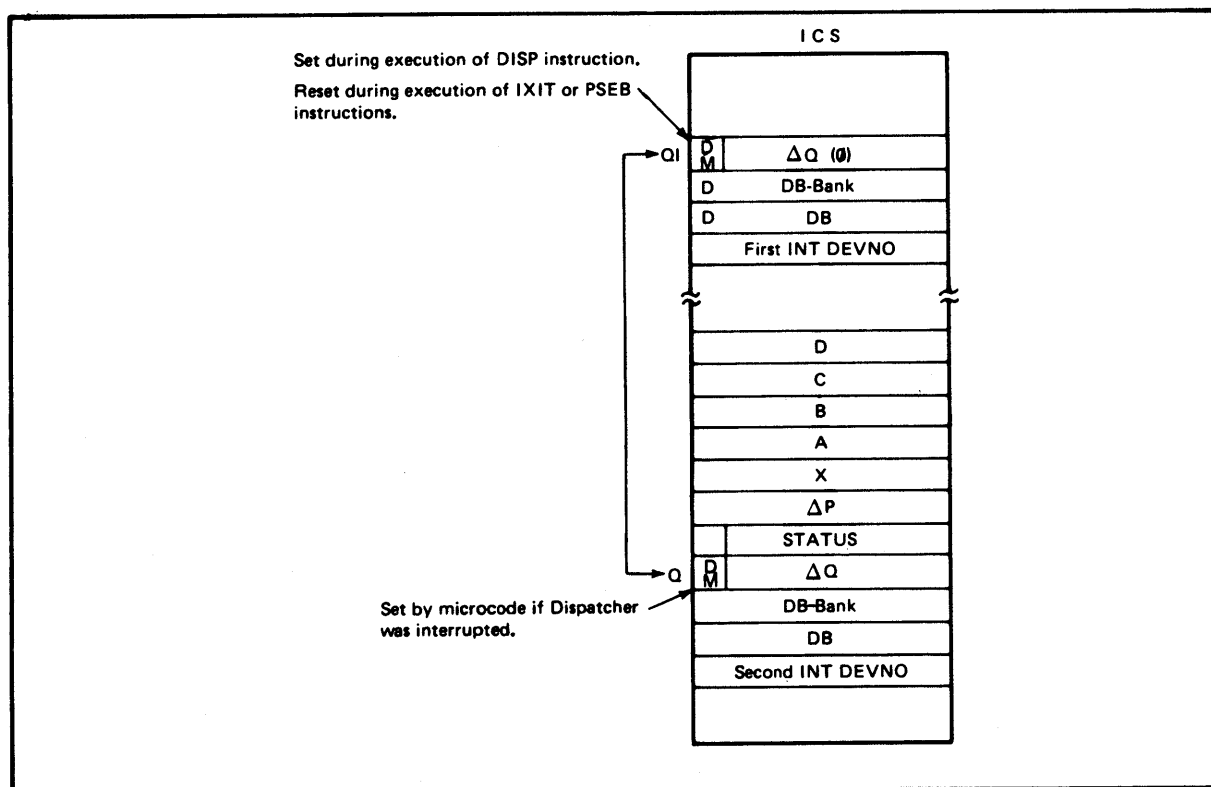 ICS
Set during execution of DISP instruction.
Reset during execution of IXIT or PSEB
instructions.
QI
D
M
ΔQ (0)
D DB-Bank
D DB
First INT DEVNO
D
C
B
A
X
ΔP
STATUS
Q
D
M
ΔQ
Set by microcode if Dispatcher
was interrupted.
DB-Bank
DB
Second INT DEVNO